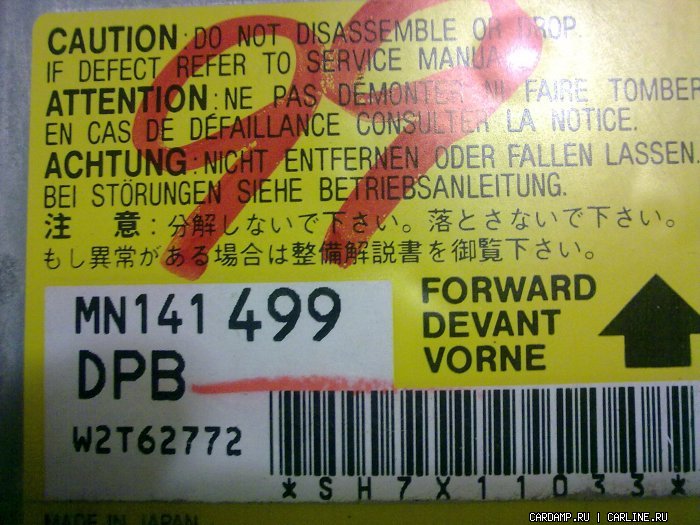 CAUTION: DO NOT DISASSEMBLE OR DROP.
IF DEFECT REFER TO SERVICE MANUAL
ATTENTION: NE PAS DÉMONTER NI FAIRE TOMBER
EN CAS DE DÉFAILLANCE CONSULTER LA NOTICE.
ACHTUNG: NICHT ENTFERNEN ODER FALLEN LASSEN.
BEI STÖRUNGEN SIEHE BETRIEBSANLEITUNG.
注 意: 分解しないで下さい。落とさないで下さい。
もし異常がある場合は整備解説書を御覧下さい。
99
MN141499
DPB
W2T62772
FORWARD
DEVANT
VORNE
*SH7X11033*
MADE IN JAPAN
CARDAMP.RU | CARLINE.RU